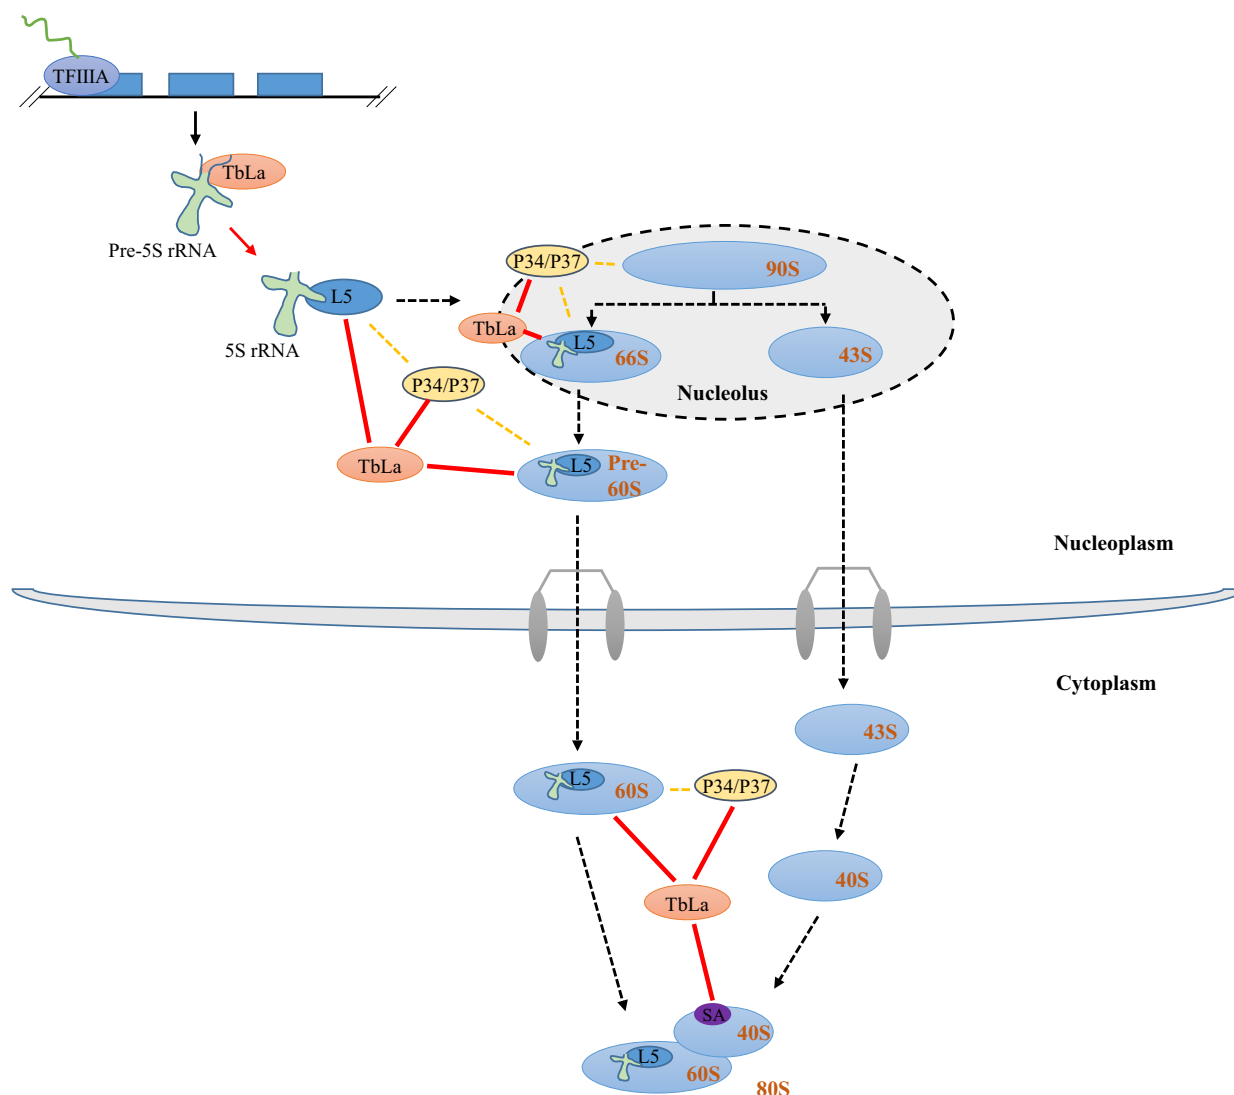 TFIIIA
TbLa
Pre-5S rRNA
L5
5S rRNA
P34/P37
90S
TbLa
L5
66S
43S
Nucleolus
P34/P37
TbLa
L5
Pre-
60S
Nucleoplasm
Cytoplasm
43S
L5
60S
P34/P37
40S
TbLa
SA
40S
L5
60S
80S